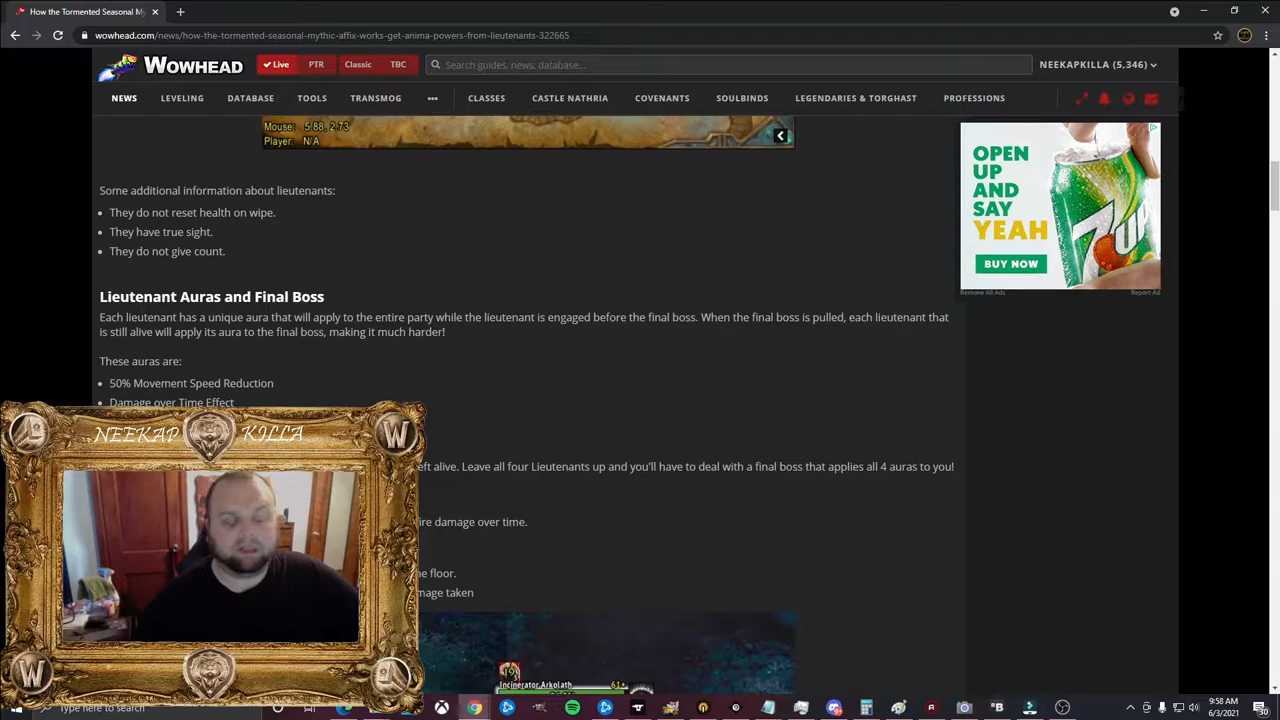 How the Tormented Seasonal My
wowhead.com/news/how-the-tormented-seasonal-mythic-affix-works-get-anima-powers-from-lieutenants-322665
WOWHEAD
Live
PTR
Classic
TBC
Search guides, news, database...
NEEKAPKILLA (5,346)
NEWS
LEVELING
DATABASE
TOOLS
TRANSMOG
CLASSES
CASTLE NATHRIA
COVENANTS
SOULBINDS
LEGENDARIES & TORGHAST
PROFESSIONS
Mouse: 5.88, 2.73
Player: N/A
Some additional information about lieutenants:
They do not reset health on wipe.
They have true sight.
They do not give count.
Lieutenant Auras and Final Boss
Each lieutenant has a unique aura that will apply to the entire party while the lieutenant is engaged before the final boss. When the final boss is pulled, each lieutenant that
is still alive will apply its aura to the final boss, making it much harder!
These auras are:
50% Movement Speed Reduction
Damage over Time Effect
eft alive. Leave all four Lieutenants up and you'll have to deal with a final boss that applies all 4 auras to you!
ire damage over time.
e floor.
mage taken
Incinerator Arkolath 61+
OPEN
UP
AND
SAY
YEAH
BUY NOW
7UP
Remove All Ads
Report Ad
NEEKAP KILLA
W
W
Type here to search
9:58 AM
6/3/2021